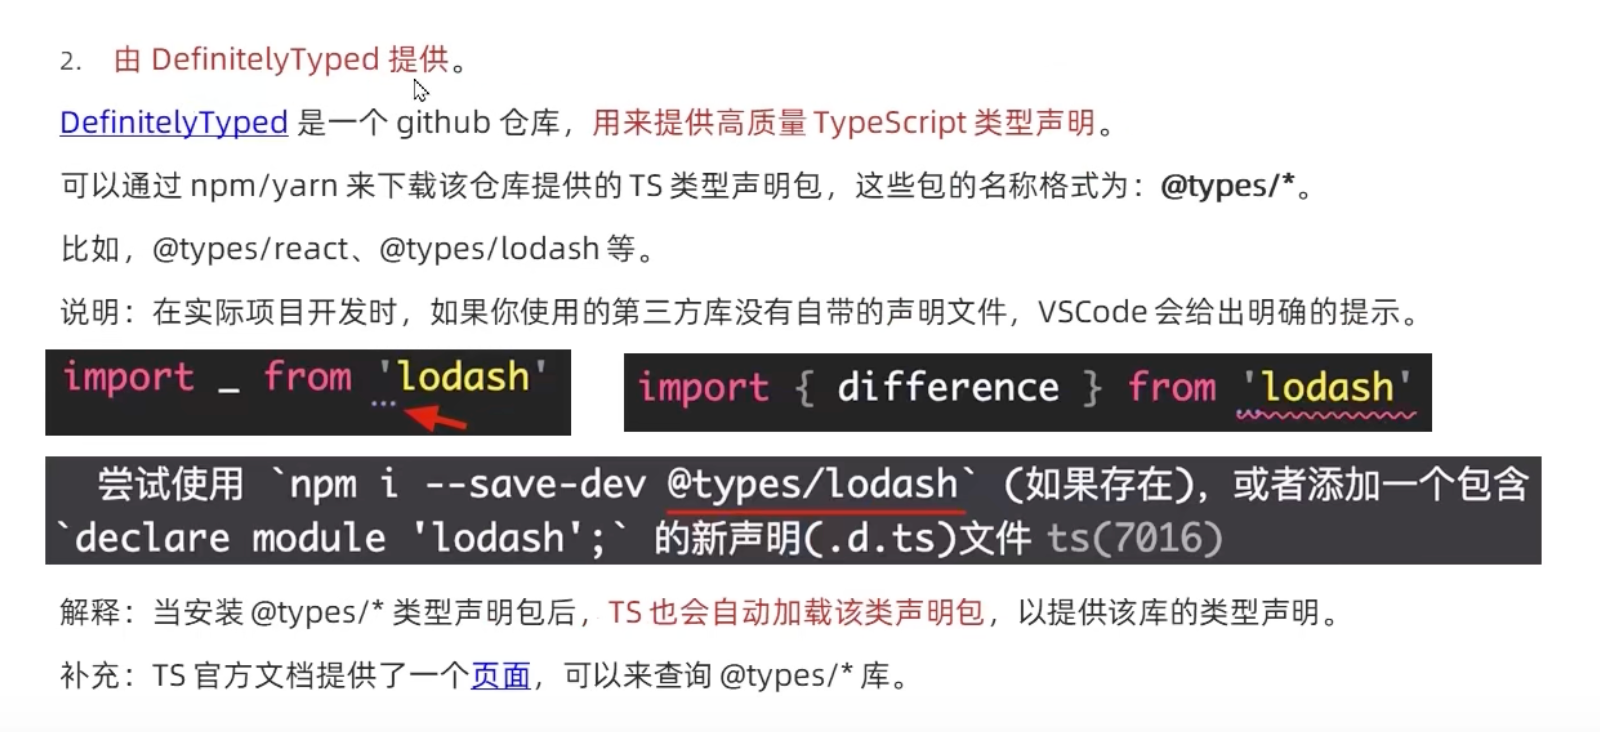 2. 由 DefinitelyTyped 提供。
DefinitelyTyped 是一个 github 仓库，用来提供高质量 TypeScript 类型声明。
可以通过 npm/yarn 来下载该仓库提供的 TS 类型声明包，这些包的名称格式为：@types/*。
比如，@types/react、@types/lodash 等。
说明：在实际项目开发时，如果你使用的第三方库没有自带的声明文件，VSCode 会给出明确的提示。
import _ from 'lodash'
import { difference } from 'lodash'
尝试使用 `npm i --save-dev @types/lodash` (如果存在)，或者添加一个包含
`declare module 'lodash';` 的新声明(.d.ts)文件 ts(7016)
解释：当安装 @types/* 类型声明包后，TS 也会自动加载该类声明包，以提供该库的类型声明。
补充：TS 官方文档提供了一个页面，可以来查询 @types/* 库。